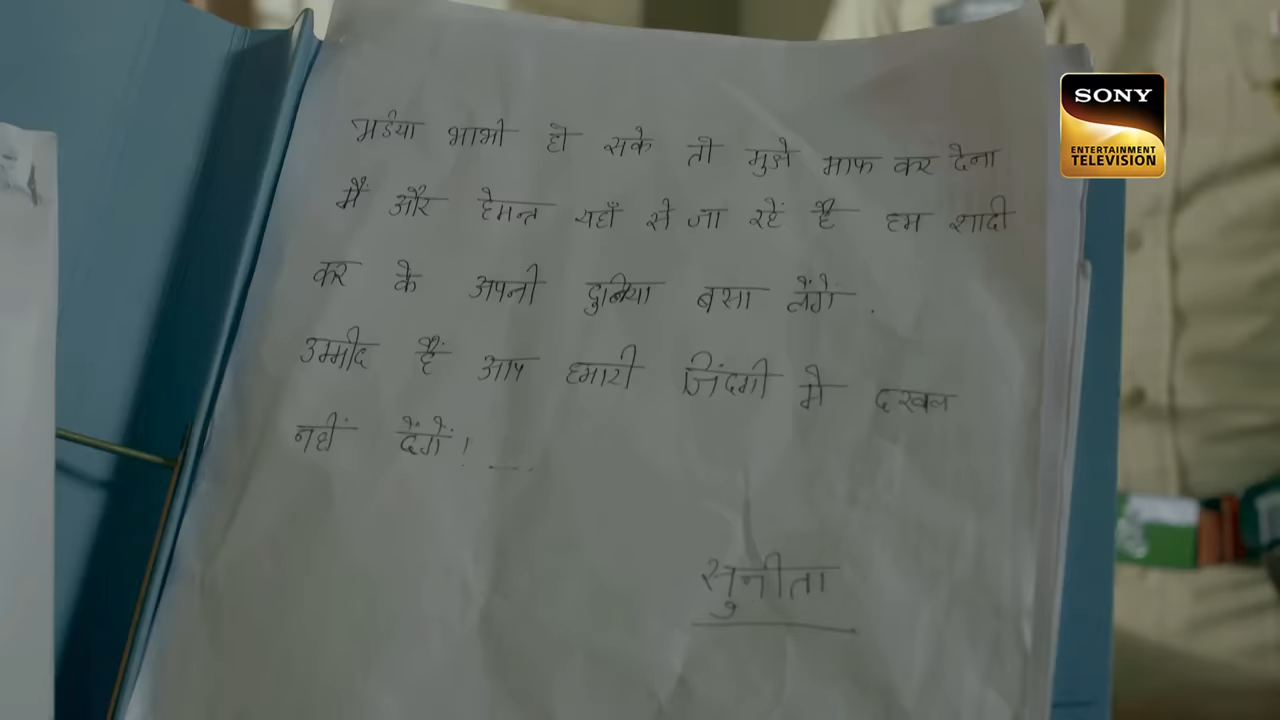 भईया भाभी हो सके तो मुझे माफ कर देना
मैं और हेमन्त यहाँ से जा रहें हैं हम शादी
कर के अपनी दुनिया बसा लेंगें .
उम्मीद हैं आप हमारी जिंदगी मे दखल
नहीं देंगें ! ....
सुनीता
SONY
ENTERTAINMENT
TELEVISION